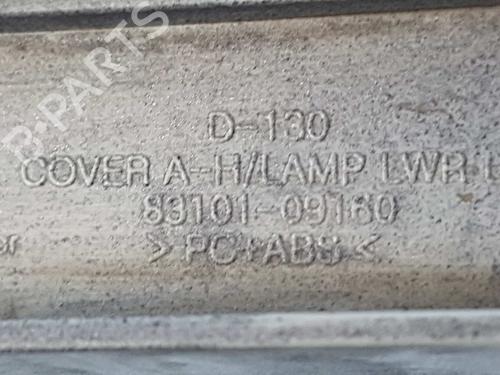 B-PARTS
D-130
COVER A-H/LAMP LWR
83101-09160
> PC+ABS <